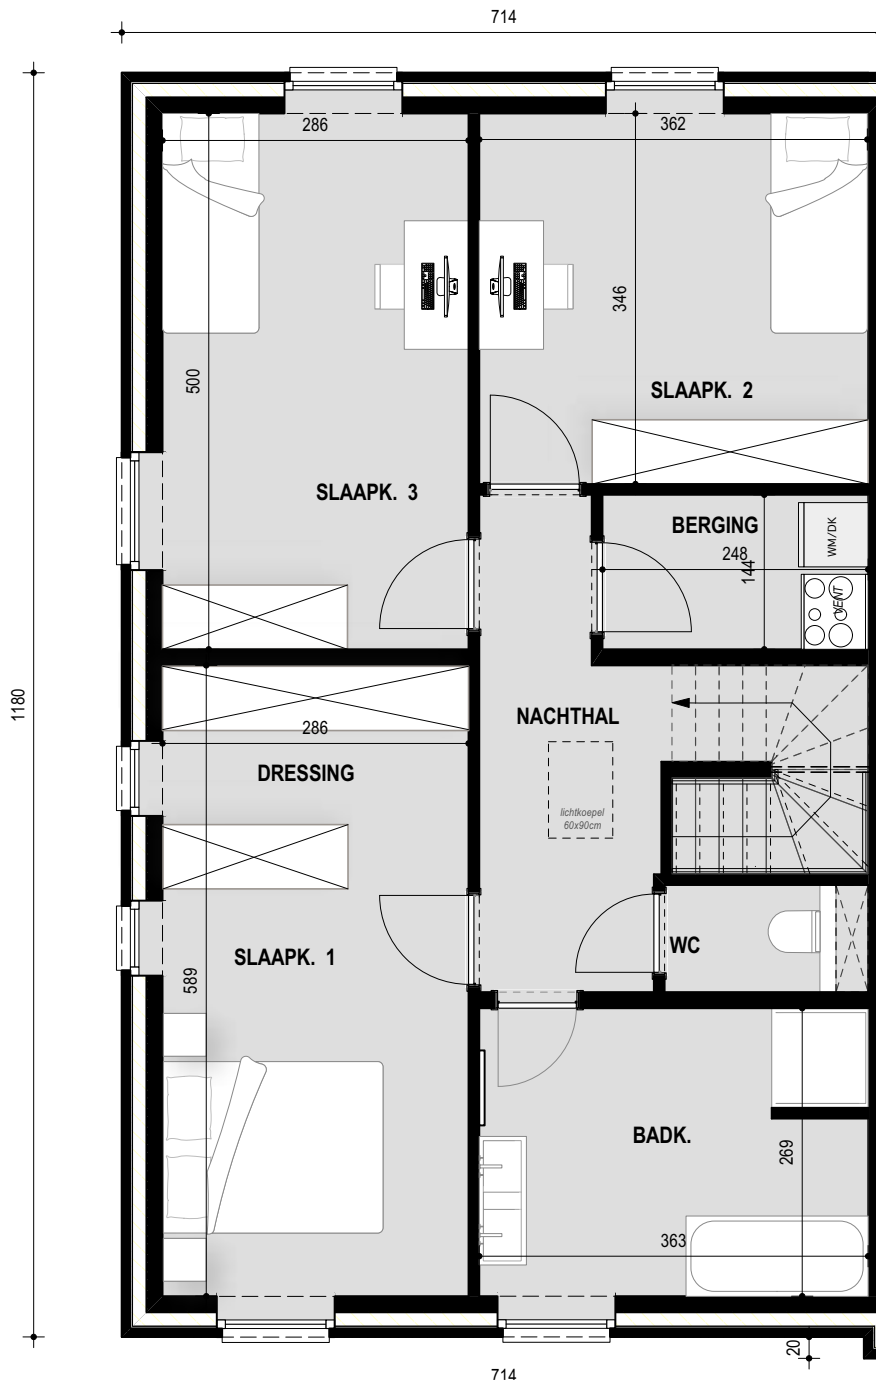 714
286
362
346
500
SLAAPK. 2
SLAAPK. 3
BERGING
248
144
WM/DK
VENT
1180
NACHTHAL
286
DRESSING
lichtkoepel
60x90cm
SLAAPK. 1
WC
589
BADK.
269
363
20
714